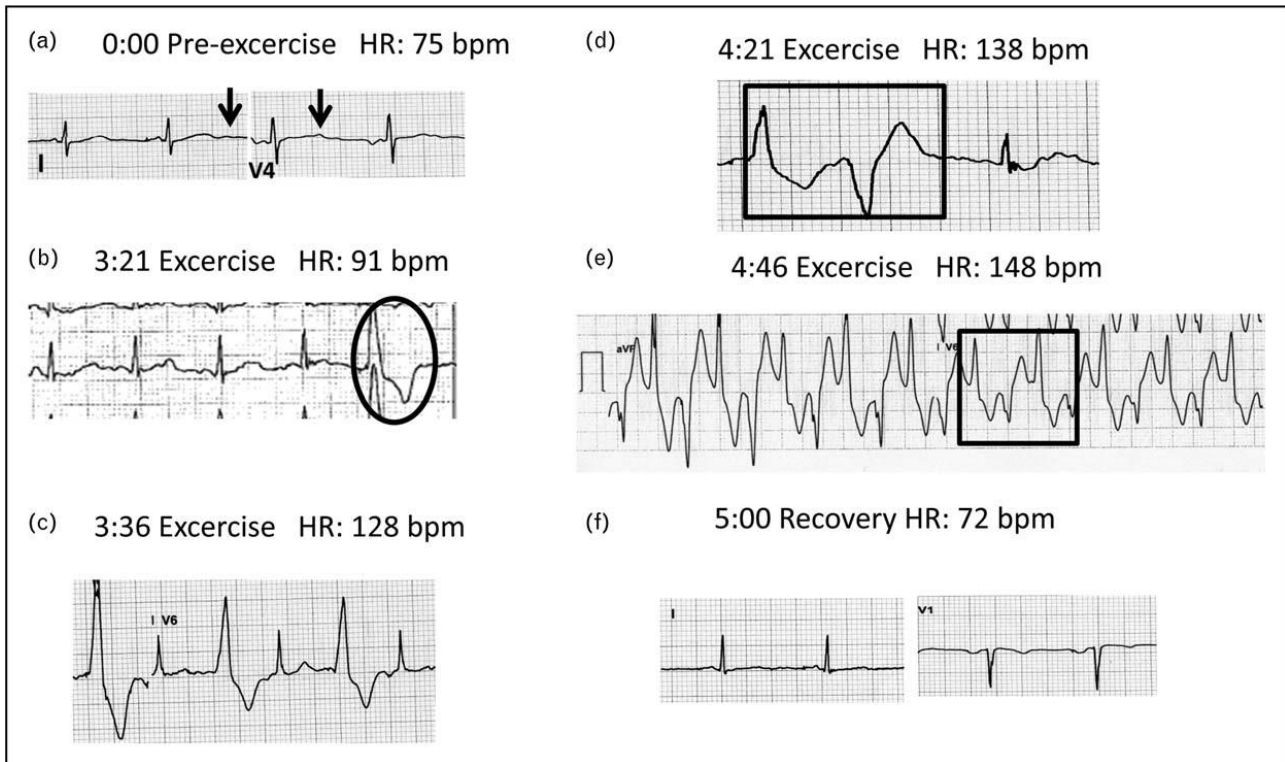 (a)
0:00 Pre-excercise HR: 75 bpm
I
V4
(b)
3:21 Excercise HR: 91 bpm
(c)
3:36 Excercise HR: 128 bpm
I V6
(d)
4:21 Excercise HR: 138 bpm
(e)
4:46 Excercise HR: 148 bpm
aVF
I V6
(f)
5:00 Recovery HR: 72 bpm
I
V1